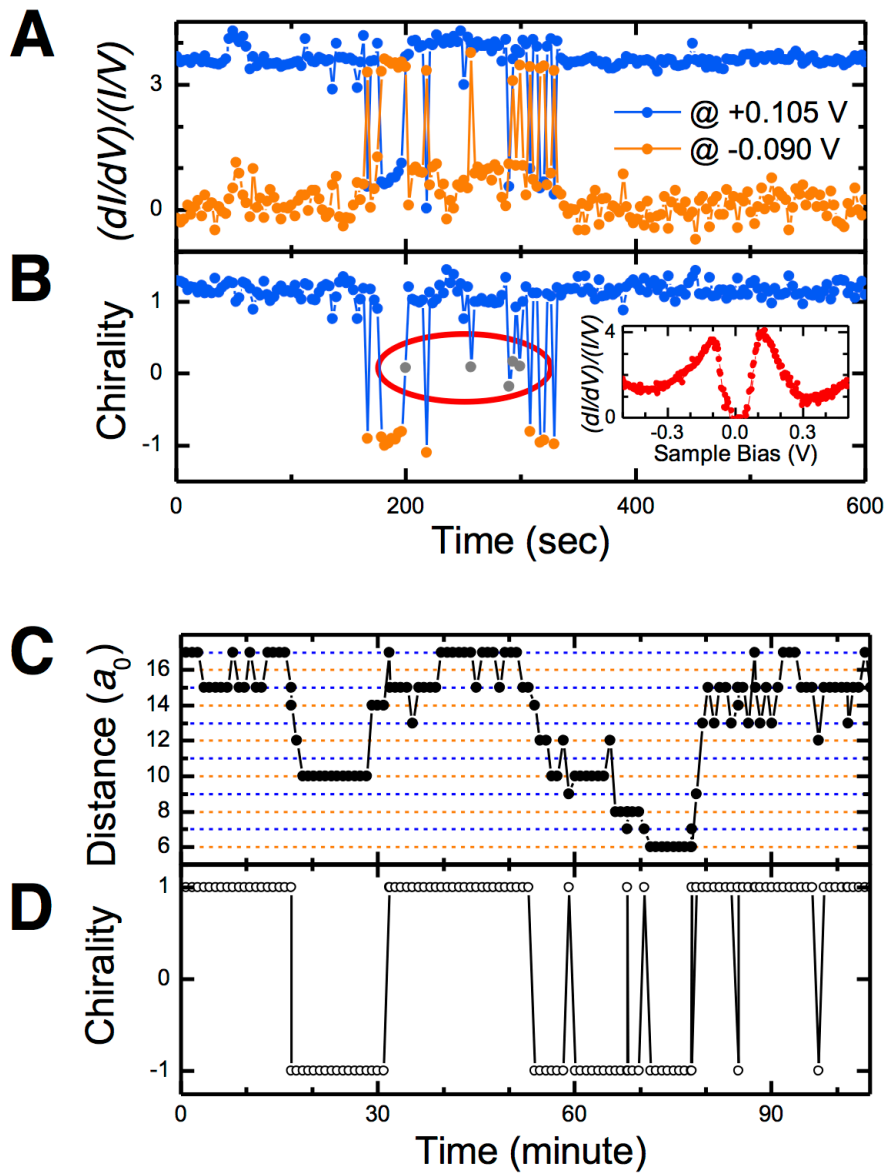 A
(dI/dV)/(I/V)
3
0
@ +0.105 V
@ -0.090 V
B
Chirality
1
0
-1
(dI/dV)/(I/V)
4
2
0
-0.3 0.0 0.3
Sample Bias (V)
0 200 400 600
Time (sec)
C
Distance (a0)
16
14
12
10
8
6
D
Chirality
1
0
-1
0 30 60 90
Time (minute)